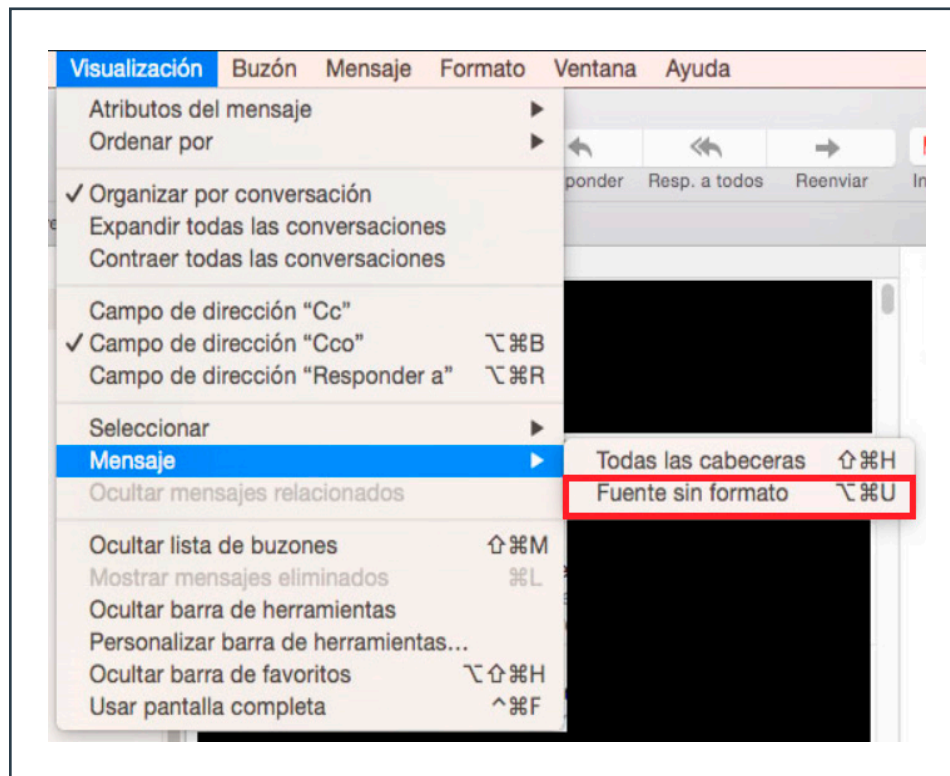 Visualización Buzón Mensaje Formato Ventana Ayuda
Atributos del mensaje
Ordenar por
ponder Resp. a todos Reenviar
✓ Organizar por conversación
Expandir todas las conversaciones
Contraer todas las conversaciones
Campo de dirección “Cc”
✓ Campo de dirección “Cco” ⌥⌘B
Campo de dirección “Responder a” ⌥⌘R
Seleccionar
Mensaje
Todas las cabeceras ⇧⌘H
Ocultar mensajes relacionados
Fuente sin formato ⌥⌘U
Ocultar lista de buzones ⇧⌘M
Mostrar mensajes eliminados ⌘L
Ocultar barra de herramientas
Personalizar barra de herramientas...
Ocultar barra de favoritos ⌥⇧⌘H
Usar pantalla completa ^⌘F